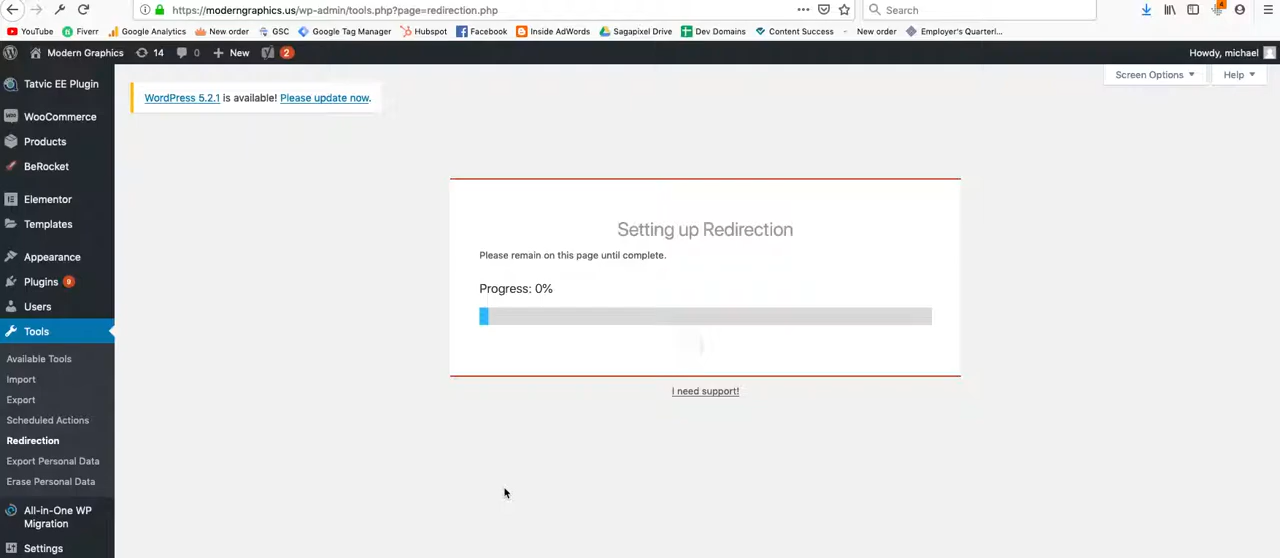 https://moderngraphics.us/wp-admin/tools.php?page=redirection.php
Search
4
YouTube
Fiverr
Google Analytics
New order
GSC
Google Tag Manager
Hubspot
Facebook
Inside AdWords
Sagapixel Drive
Dev Domains
Content Success
New order
Employer's Quarterl...
Modern Graphics
14
0
New
2
Howdy, michael
Tatvic EE Plugin
WooCommerce
Products
BeRocket
Elementor
Templates
Appearance
Plugins 9
Users
Tools
Available Tools
Import
Export
Scheduled Actions
Redirection
Export Personal Data
Erase Personal Data
All-in-One WP
Migration
Settings
Screen Options
Help
WordPress 5.2.1 is available! Please update now.
Setting up Redirection
Please remain on this page until complete.
Progress: 0%
I need support!